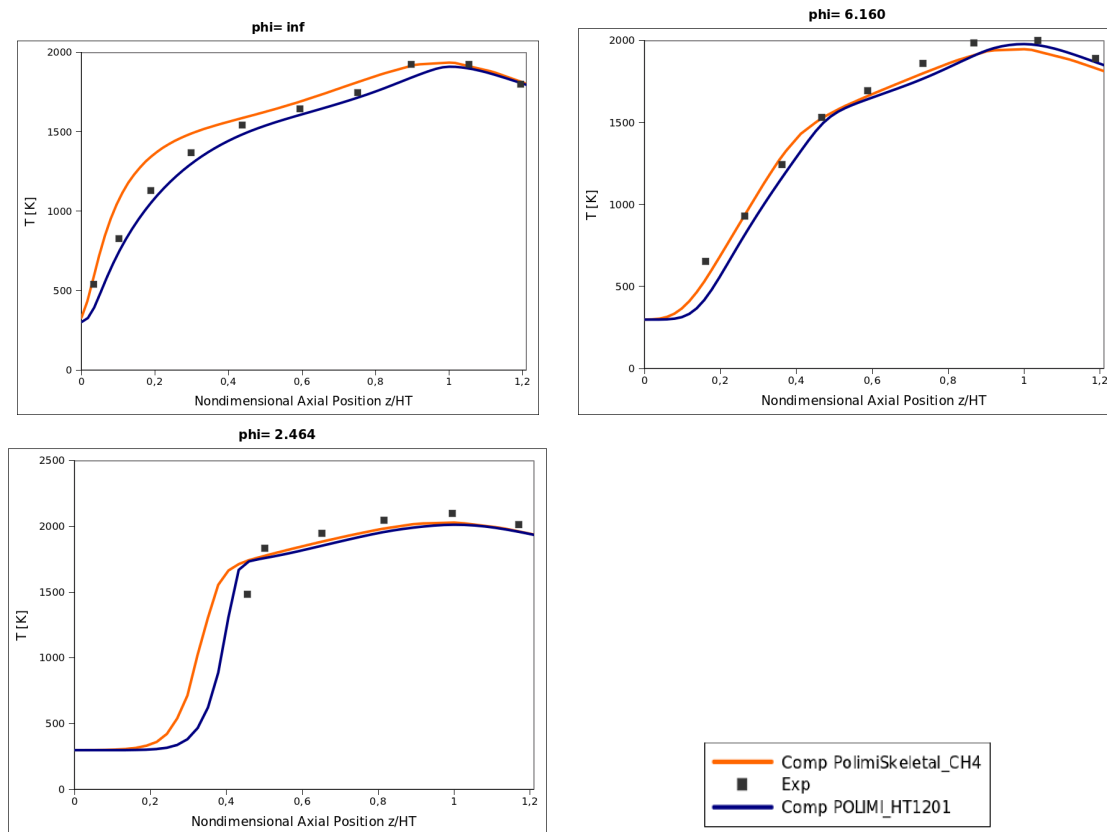 phi= inf
2000
1500
1000
500
0
T [K]
0 0,2 0,4 0,6 0,8 1 1,2
Nondimensional Axial Position z/HT
phi= 6.160
2000
1500
1000
500
0
T [K]
0 0,2 0,4 0,6 0,8 1 1,2
Nondimensional Axial Position z/HT
phi= 2.464
2500
2000
1500
1000
500
0
T [K]
0 0,2 0,4 0,6 0,8 1 1,2
Nondimensional Axial Position z/HT
Comp PolimiSkeletal_CH4
Exp
Comp POLIMI_HT1201